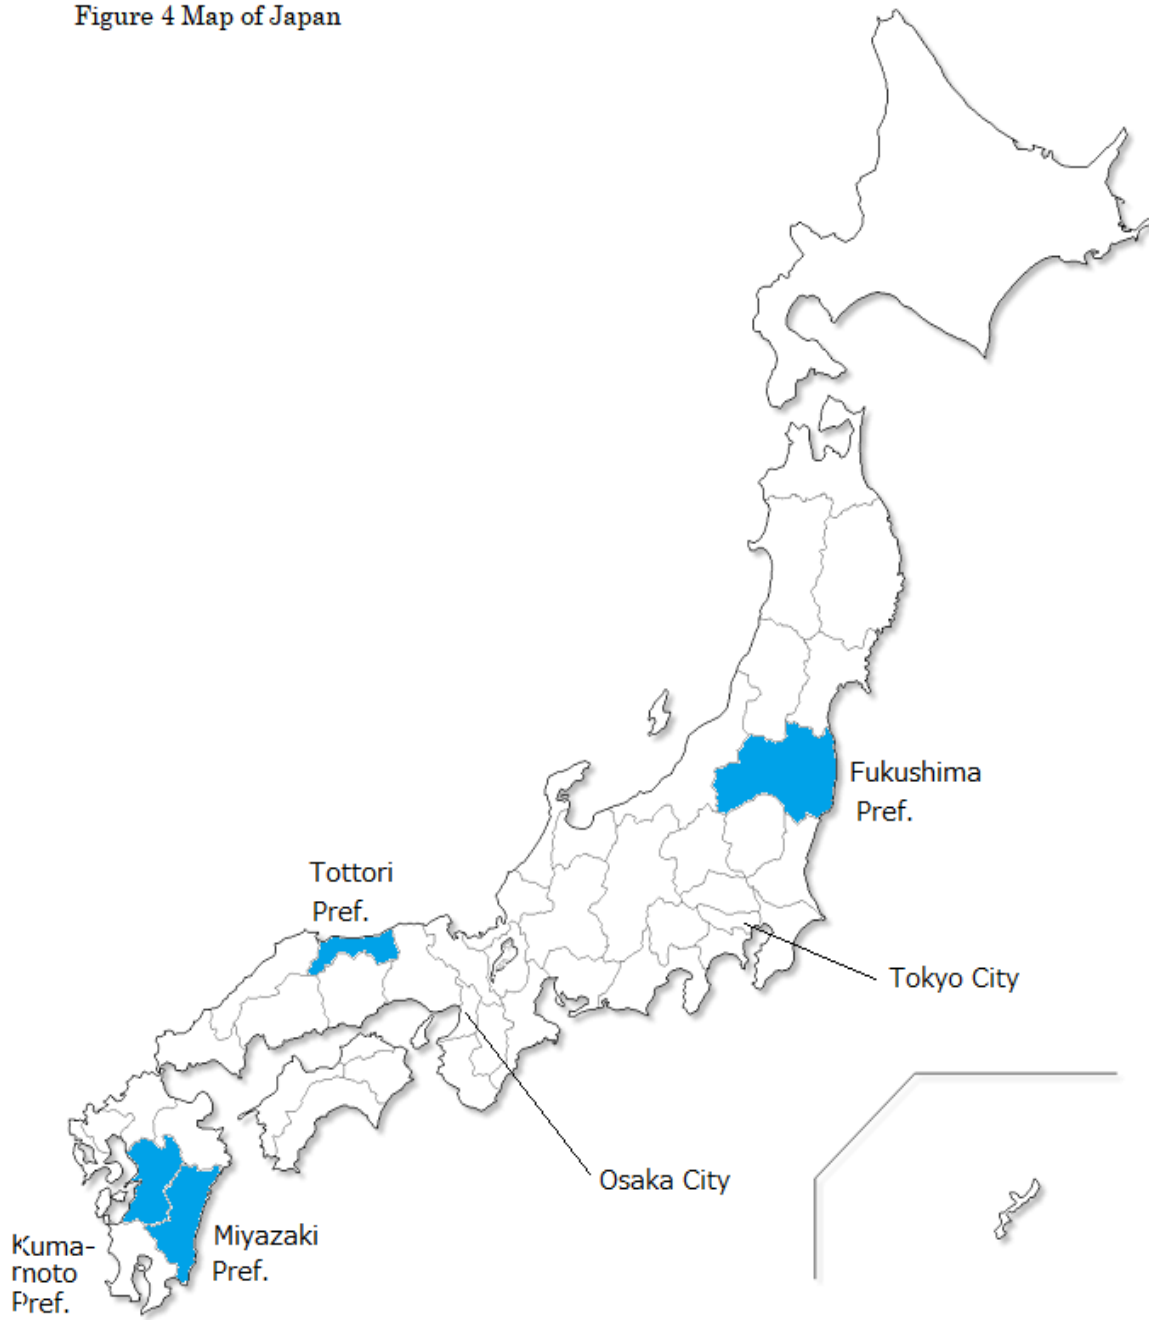 Figure 4 Map of Japan
Fukushima
Pref.
Tottori
Pref.
Tokyo City
Osaka City
Miyazaki
Pref.
Kuma-
moto
Pref.